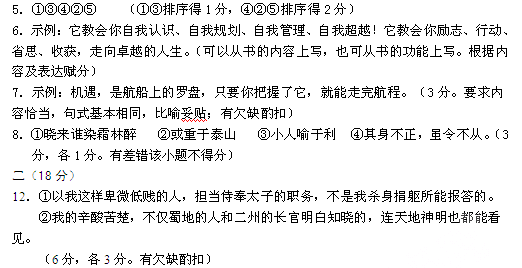 5．①③④②⑤　　（①③排序得1分，④②⑤排序得2分）
6．示例：它教会你自我认识、自我规划、自我管理、自我超越！它教会你励志、行动、
省思、收获，走向卓越的人生。（可以从书的内容上写，也可从书的功能上写。根据内
容及表达赋分）
7．示例：机遇，是航船上的罗盘，只要你把握了它，就能走完航程。（3分。要求内
容恰当，句式基本相同，比喻妥贴；有欠缺酌扣）
8．①晓来谁染霜林醉　②或重于泰山　③小人喻于利　④其身不正，虽令不从。（3
分，各1分。有差错该小题不得分）
二（18分）
12．①以我这样卑微低贱的人，担当侍奉太子的职务，不是我杀身捐躯所能报答的。
②我的辛酸苦楚，不仅蜀地的人和二州的长官明白知晓的，连天地神明也都能看
见。
（6分，各3分。有欠缺酌扣）